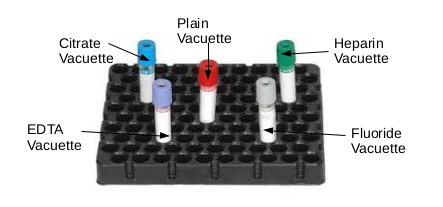 Plain
Vacuette
Citrate
Vacuette
Heparin
Vacuette
EDTA
Vacuette
Fluoride
Vacuette